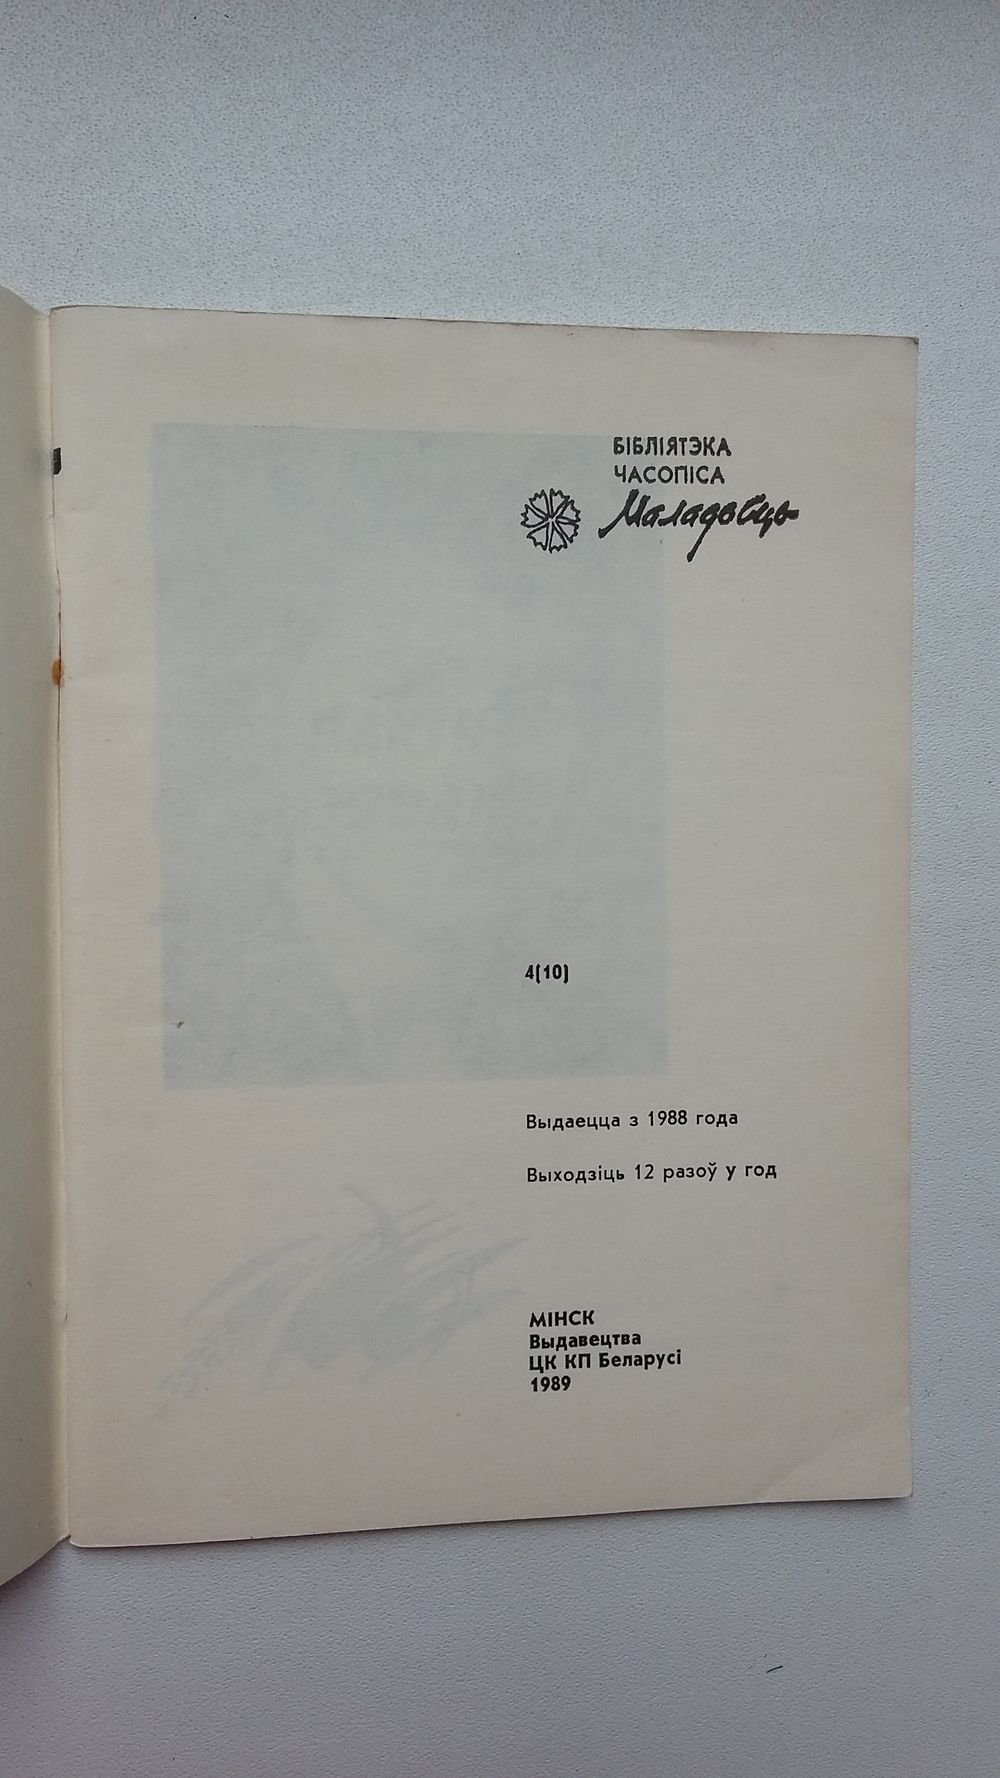 БІБЛІЯТЭКА
ЧАСОПІСА
Маладосць
4(10)
Выдаецца з 1988 года
Выходзіць 12 разоў у год
МІНСК
Выдавецтва
ЦК КП Беларусі
1989